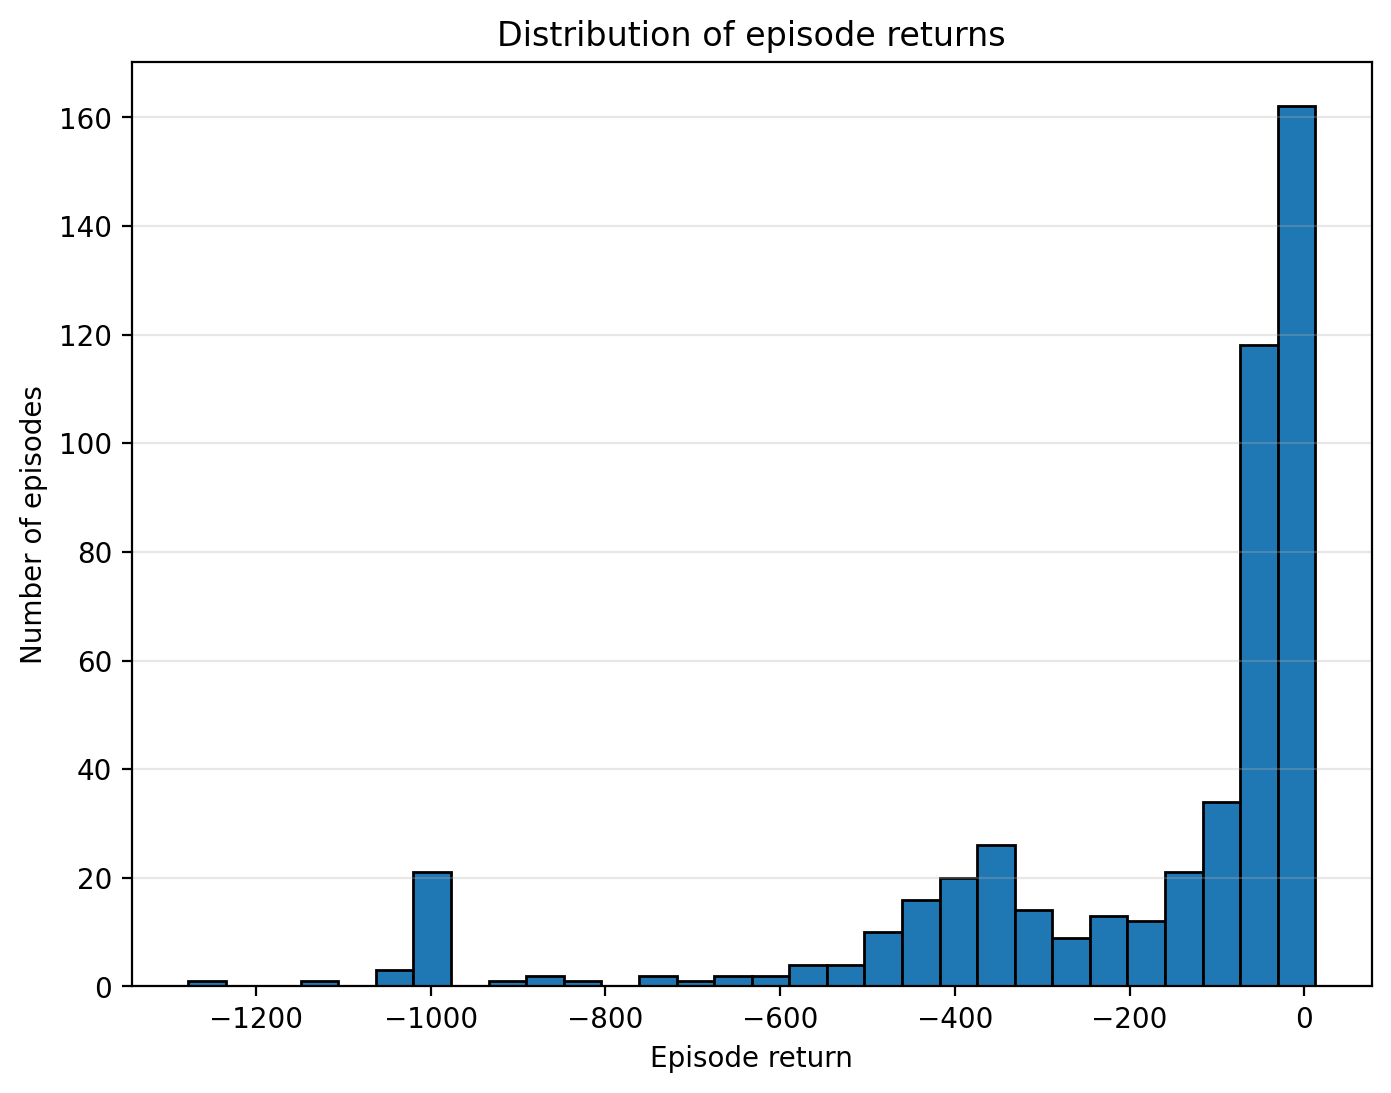 Distribution of episode returns
160
140
120
100
80
60
40
20
0
Number of episodes
−1200 −1000 −800 −600 −400 −200 0
Episode return